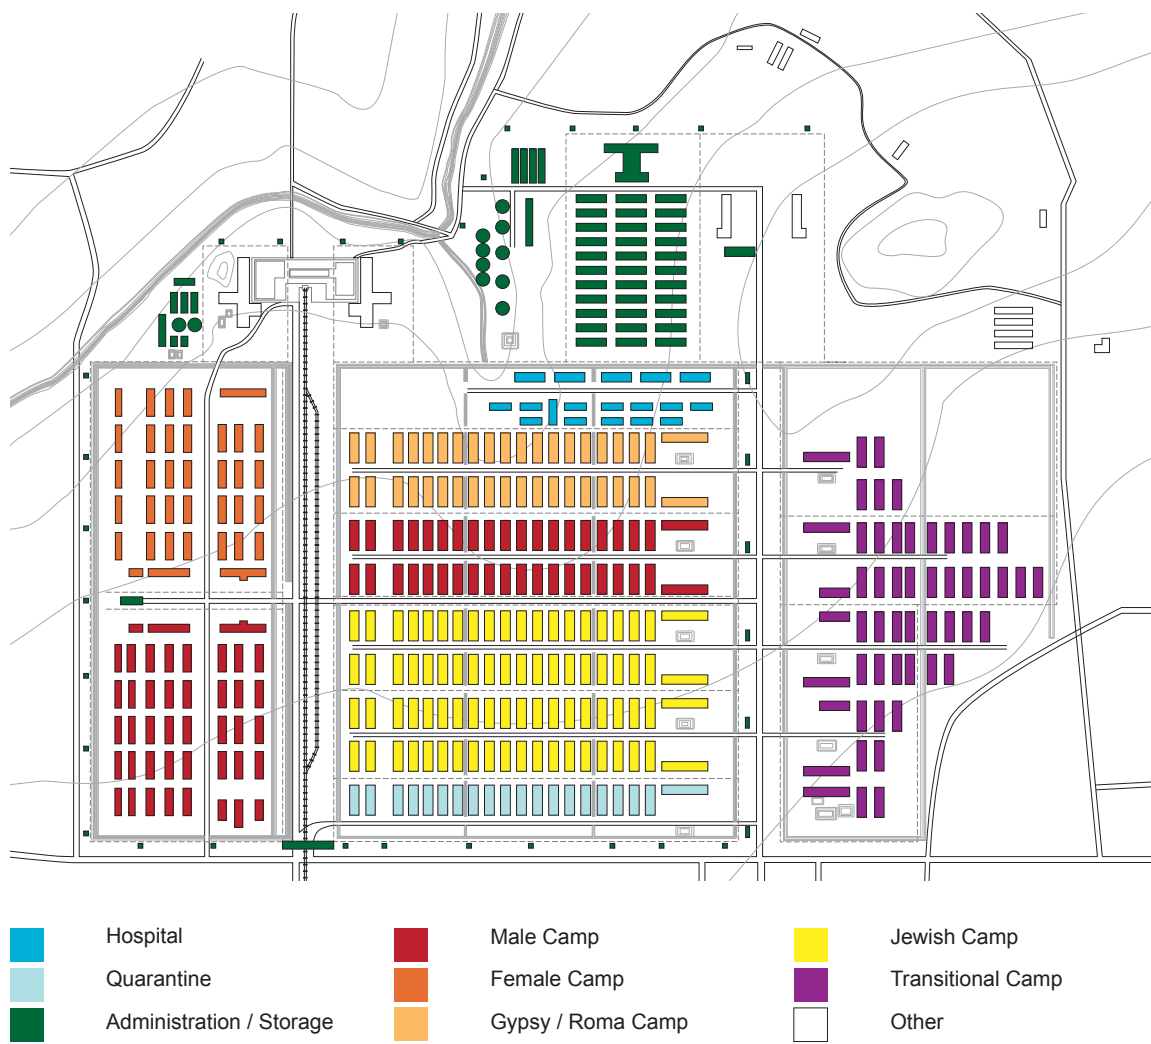 Hospital
Male Camp
Jewish Camp
Quarantine
Female Camp
Transitional Camp
Administration / Storage
Gypsy / Roma Camp
Other